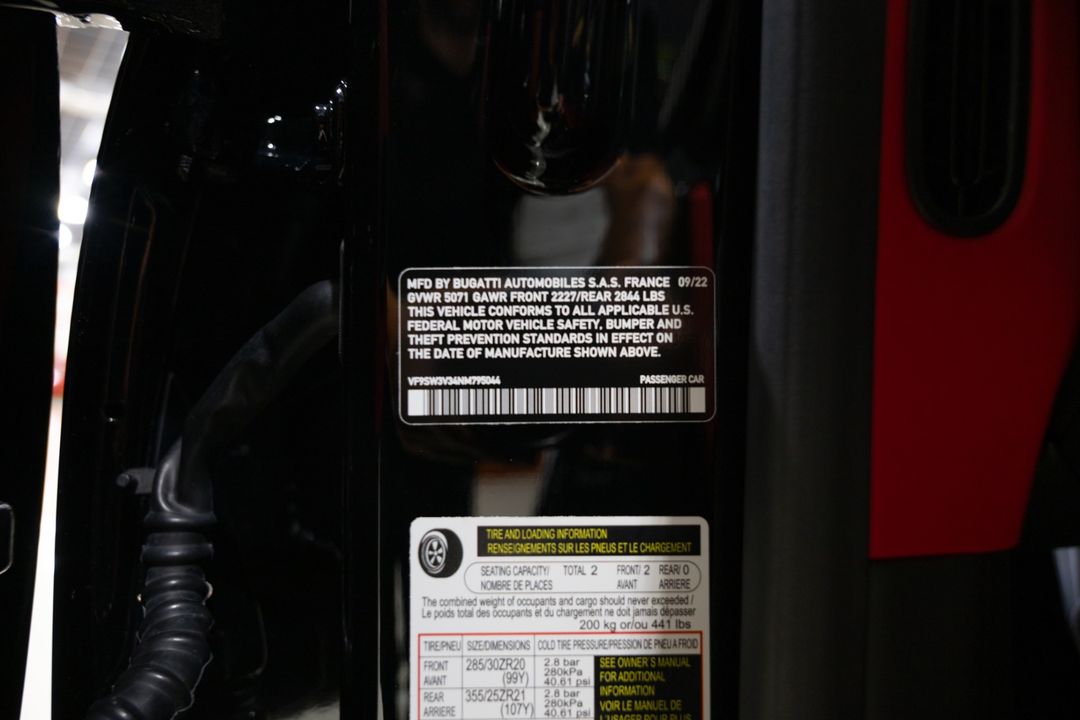 MFD BY BUGATTI AUTOMOBILES S.A.S. FRANCE 09/22
GVWR 5071 GAWR FRONT 2227/REAR 2844 LBS
THIS VEHICLE CONFORMS TO ALL APPLICABLE U.S.
FEDERAL MOTOR VEHICLE SAFETY, BUMPER AND
THEFT PREVENTION STANDARDS IN EFFECT ON
THE DATE OF MANUFACTURE SHOWN ABOVE.
VF9SW3V34NM795044 PASSENGER CAR
TIRE AND LOADING INFORMATION
RENSEIGNEMENTS SUR LES PNEUS ET LE CHARGEMENT
SEATING CAPACITY/ TOTAL 2 FRONT/ 2 REAR/ 0
NOMBRE DE PLACES AVANT ARRIERE
The combined weight of occupants and cargo should never exceeded /
Le poids total des occupants et du chargement ne doit jamais dépasser
200 kg or/ou 441 lbs
TIRE/PNEU SIZE/DIMENSIONS COLD TIRE PRESSURE/PRESSION DE PNEU A FROID
FRONT 285/30ZR20 2.8 bar SEE OWNER'S MANUAL
AVANT (99Y) 280kPa FOR ADDITIONAL
40.61 psi INFORMATION
REAR 355/25ZR21 2.8 bar VOIR LE MANUEL DE
ARRIERE (107Y) 280kPa L'USAGER POUR PLUS
40.61 psi